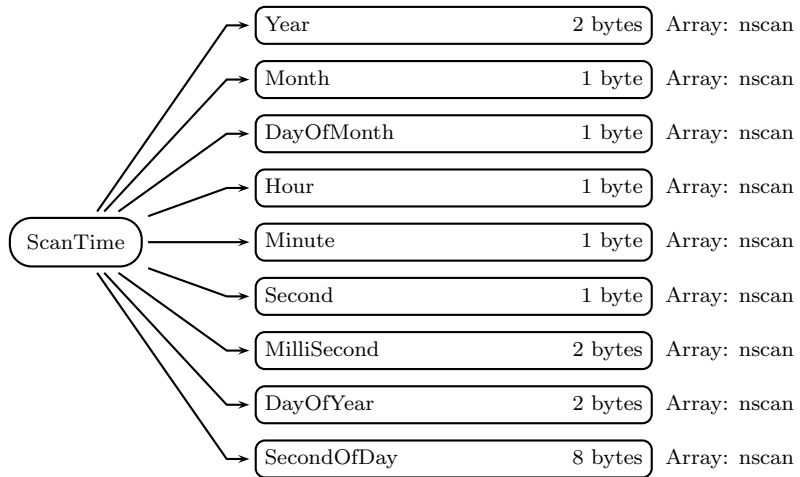 Year 2 bytes Array: nscan
Month 1 byte Array: nscan
DayOfMonth 1 byte Array: nscan
Hour 1 byte Array: nscan
ScanTime Minute 1 byte Array: nscan
Second 1 byte Array: nscan
MilliSecond 2 bytes Array: nscan
DayOfYear 2 bytes Array: nscan
SecondOfDay 8 bytes Array: nscan